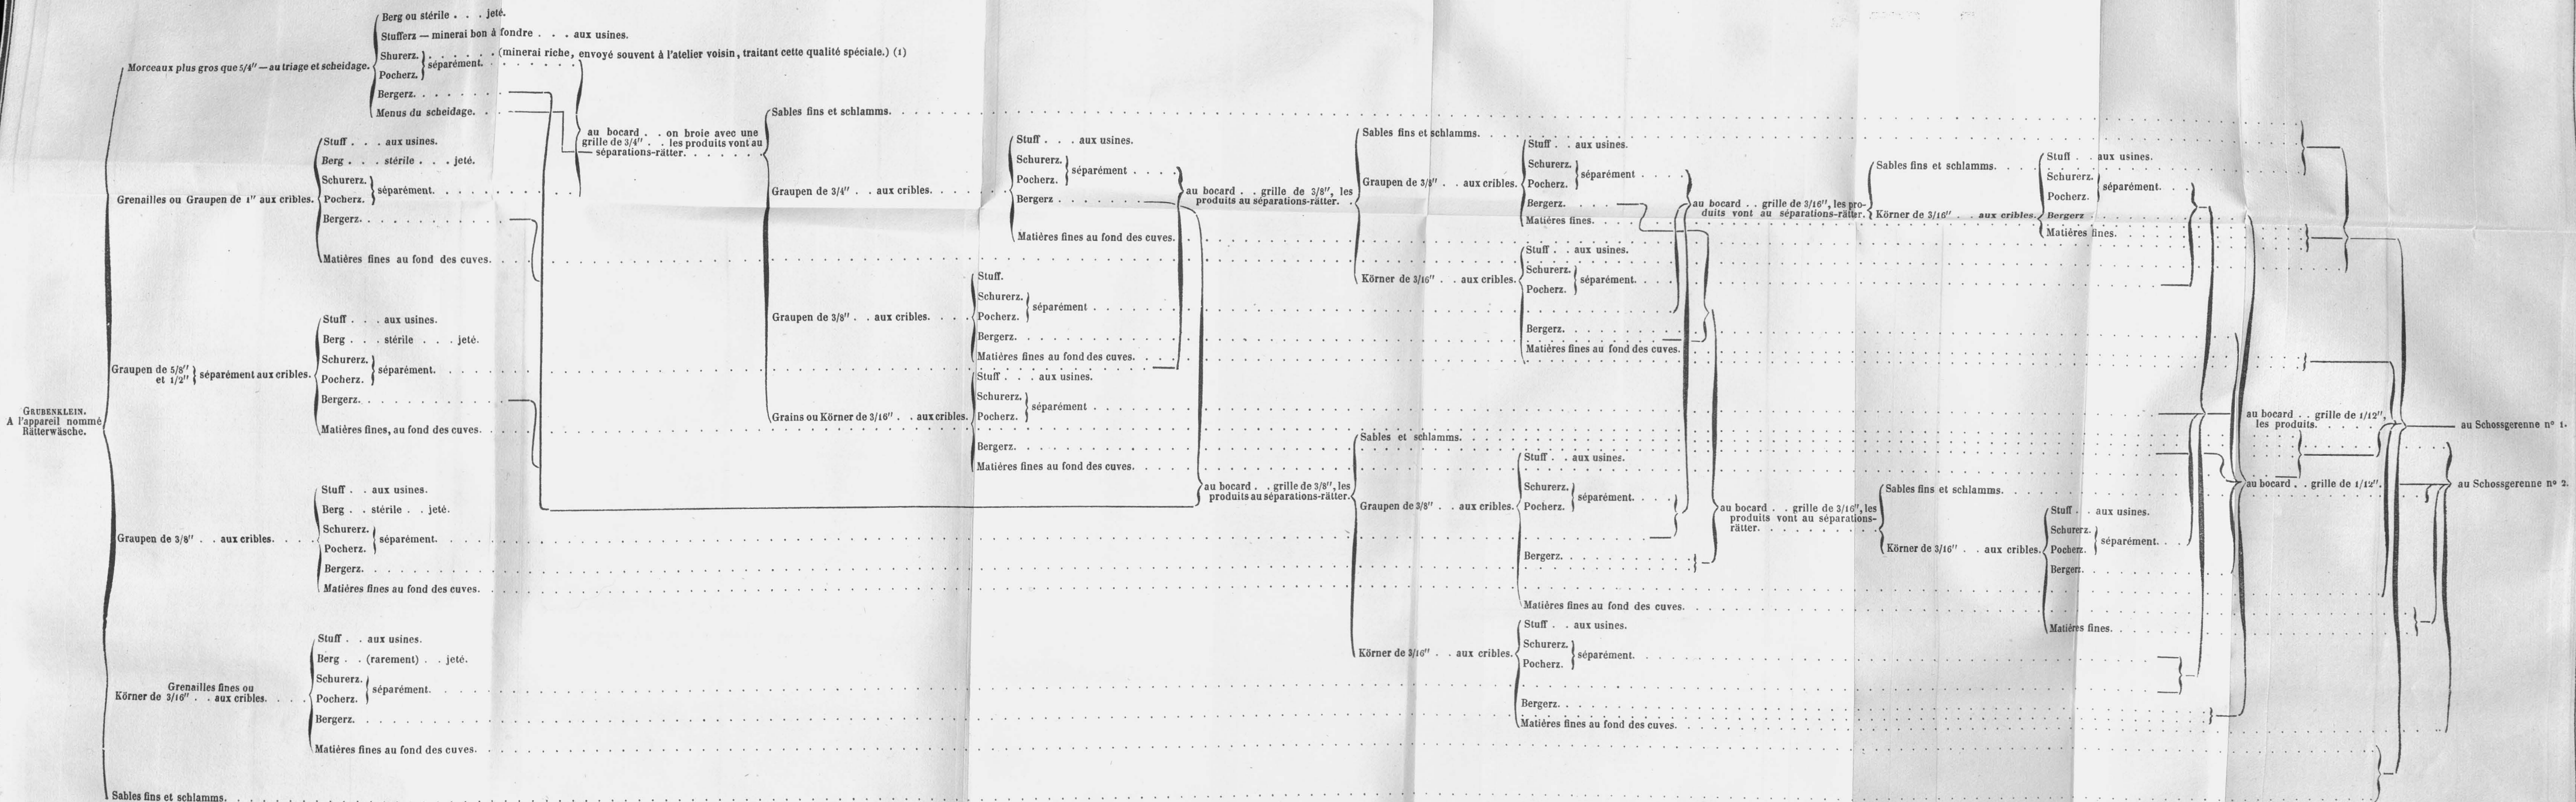 GRUBENKLEIN.
A l'appareil nommé
Rätterwäsche.
Morceaux plus gros que 5/4" — au triage et scheidage.
Berg ou stérile . . . jeté.
Stufferz — minerai bon à fondre . . . aux usines.
Shurerz. } . . . . . . (minerai riche, envoyé souvent à l'atelier voisin, traitant cette qualité spéciale.) (1)
Pocherz. } séparément. . . . . . .
Bergerz. . . . . . .
Menus du scheidage. . .
Grenailles ou Graupen de 1" aux cribles.
Stuff . . . aux usines.
Berg . . . stérile . . . jeté.
Schurerz. } séparément.
Pocherz.
Bergerz.
Matières fines au fond des cuves.
Graupen de 5/8"
et 1/2" } séparément aux cribles.
Stuff . . . aux usines.
Berg . . . stérile . . . jeté.
Schurerz. } séparément.
Pocherz.
Bergerz.
Matières fines, au fond des cuves.
Graupen de 3/8" . . aux cribles.
Stuff . . aux usines.
Berg . . stérile . . jeté.
Schurerz. } séparément.
Pocherz.
Bergerz.
Matières fines au fond des cuves.
Grenailles fines ou
Körner de 3/16" . . aux cribles.
Stuff . . aux usines.
Berg . . (rarement) . . jeté.
Schurerz. } séparément.
Pocherz.
Bergerz.
Matières fines au fond des cuves.
Sables fins et schlamms.
au bocard . . on broie avec une
grille de 3/4" . . les produits vont au
séparations-rätter.
Sables fins et schlamms.
Graupen de 3/4" . . aux cribles.
Stuff . . . aux usines.
Schurerz. } séparément
Pocherz.
Bergerz
Matières fines au fond des cuves.
Graupen de 3/8" . . aux cribles.
Stuff.
Schurerz. } séparément
Pocherz.
Bergerz.
Matières fines au fond des cuves.
Grains ou Körner de 3/16" . . aux cribles.
Stuff . . . aux usines.
Schurerz. } séparément
Pocherz.
Bergerz.
Matières fines au fond des cuves.
au bocard . . grille de 3/8", les
produits au séparations-rätter.
Sables fins et schlamms.
Graupen de 3/8" . . aux cribles.
Stuff . . aux usines.
Schurerz. } séparément
Pocherz.
Bergerz.
Matières fines.
Körner de 3/16" . . aux cribles.
Stuff . . aux usines.
Schurerz. } séparément.
Pocherz.
Bergerz.
Matières fines au fond des cuves.
au bocard . . grille de 3/8", les
produits au séparations-rätter.
Sables et schlamms.
Graupen de 3/8" . . aux cribles.
Stuff . . aux usines.
Schurerz. } séparément.
Pocherz.
Bergerz.
Matières fines au fond des cuves.
Körner de 3/16" . . aux cribles.
Stuff . . aux usines.
Schurerz. } séparément.
Pocherz.
Bergerz.
Matières fines au fond des cuves.
au bocard . . grille de 3/16", les pro-
duits vont au séparations-rätter.
Sables fins et schlamms.
Körner de 3/16" . . aux cribles.
Stuff . . aux usines.
Schurerz. } séparément.
Pocherz.
Bergerz
Matières fines.
au bocard . . grille de 3/16", les
produits vont au séparations-
rätter.
Sables fins et schlamms.
Körner de 3/16" . . aux cribles.
Stuff . . aux usines.
Schurerz. } séparément.
Pocherz.
Bergerz.
Matières fines.
au bocard . . grille de 1/12",
les produits.
au bocard . . grille de 1/12".
au Schossgerenne nº 1.
au Schossgerenne nº 2.